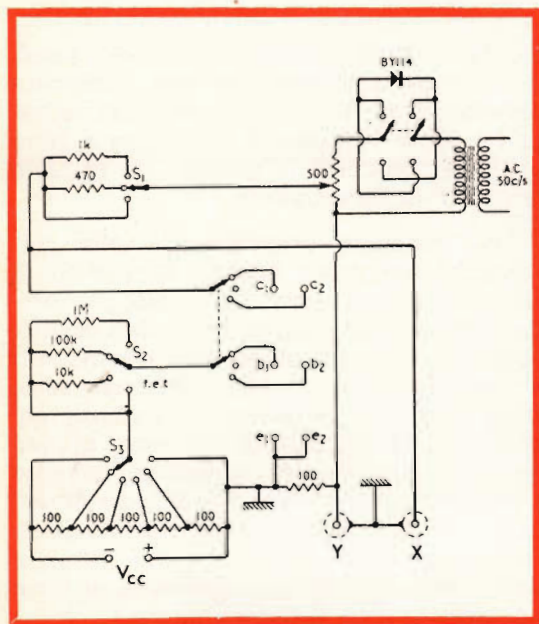 BY114
1k
S1
470
500
A.C.
50c/s
c1
c2
1M
S2
100k
10k
f.e.t
b1
b2
S3
e1
e2
100
100 100 100 100 100
− +
Vcc
Y
X